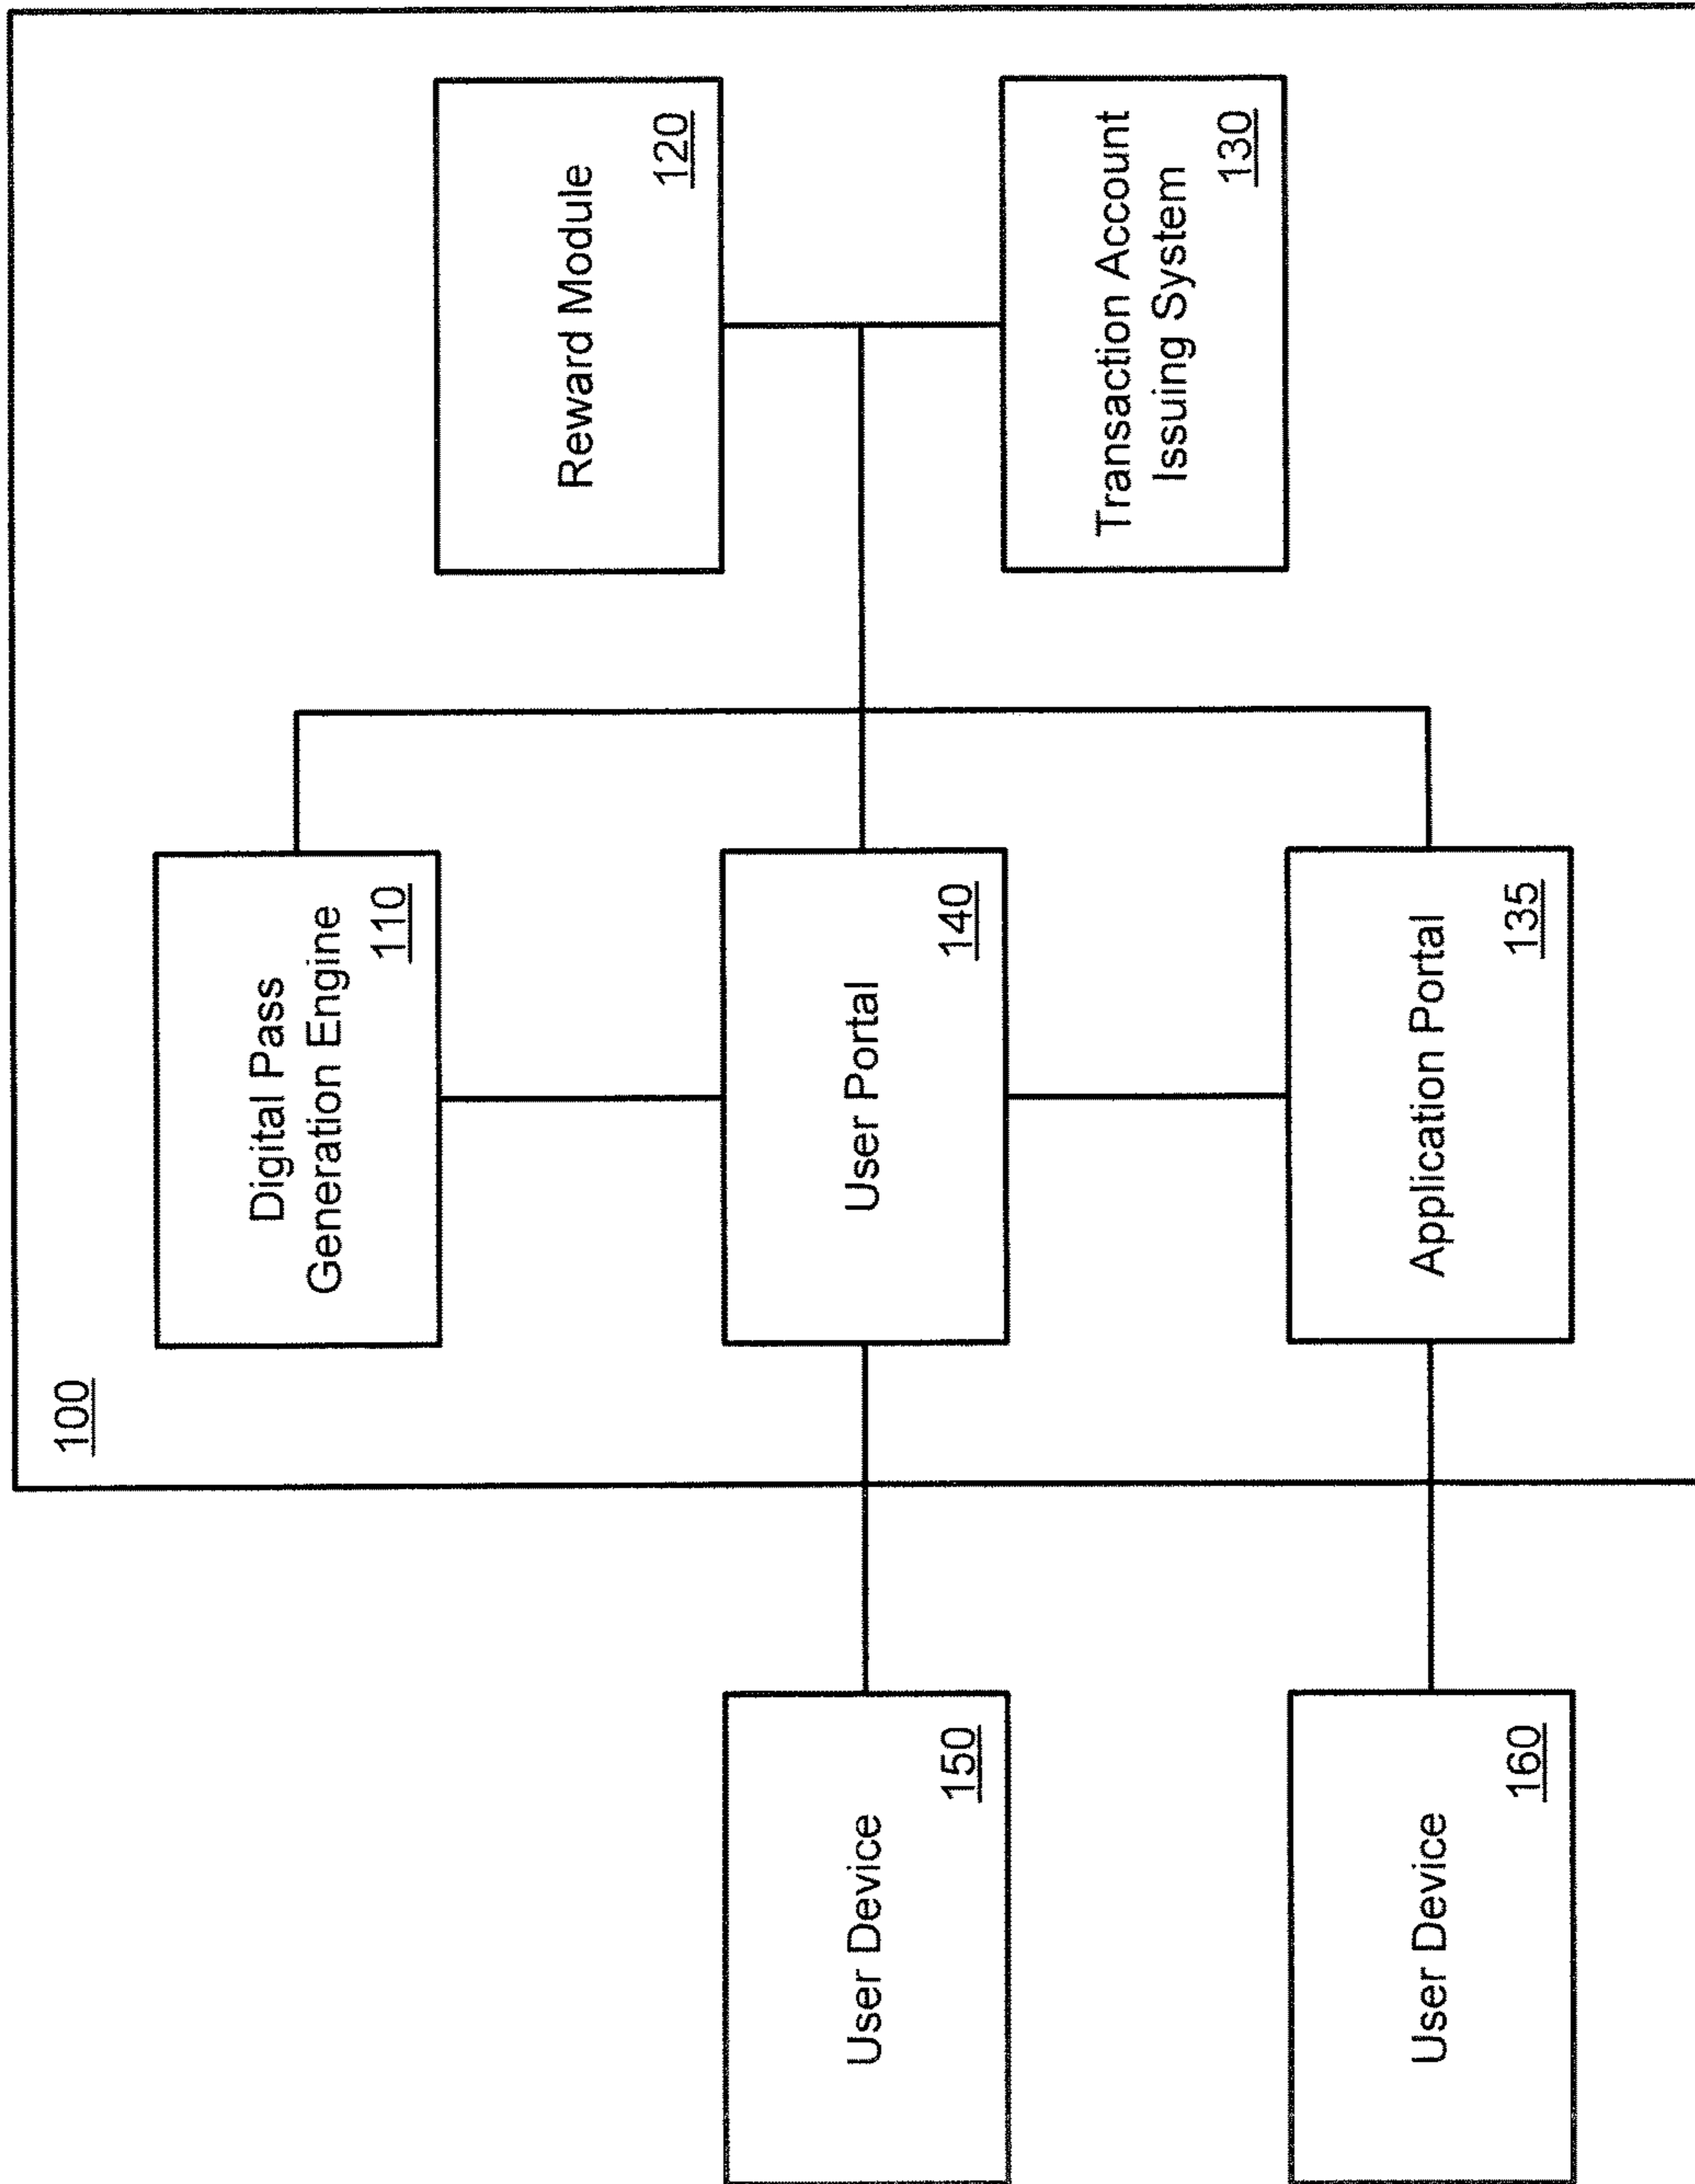 100
Digital Pass
Generation Engine
110
Reward Module
120
User Device
150
User Portal
140
Transaction Account
Issuing System
130
User Device
160
Application Portal
135